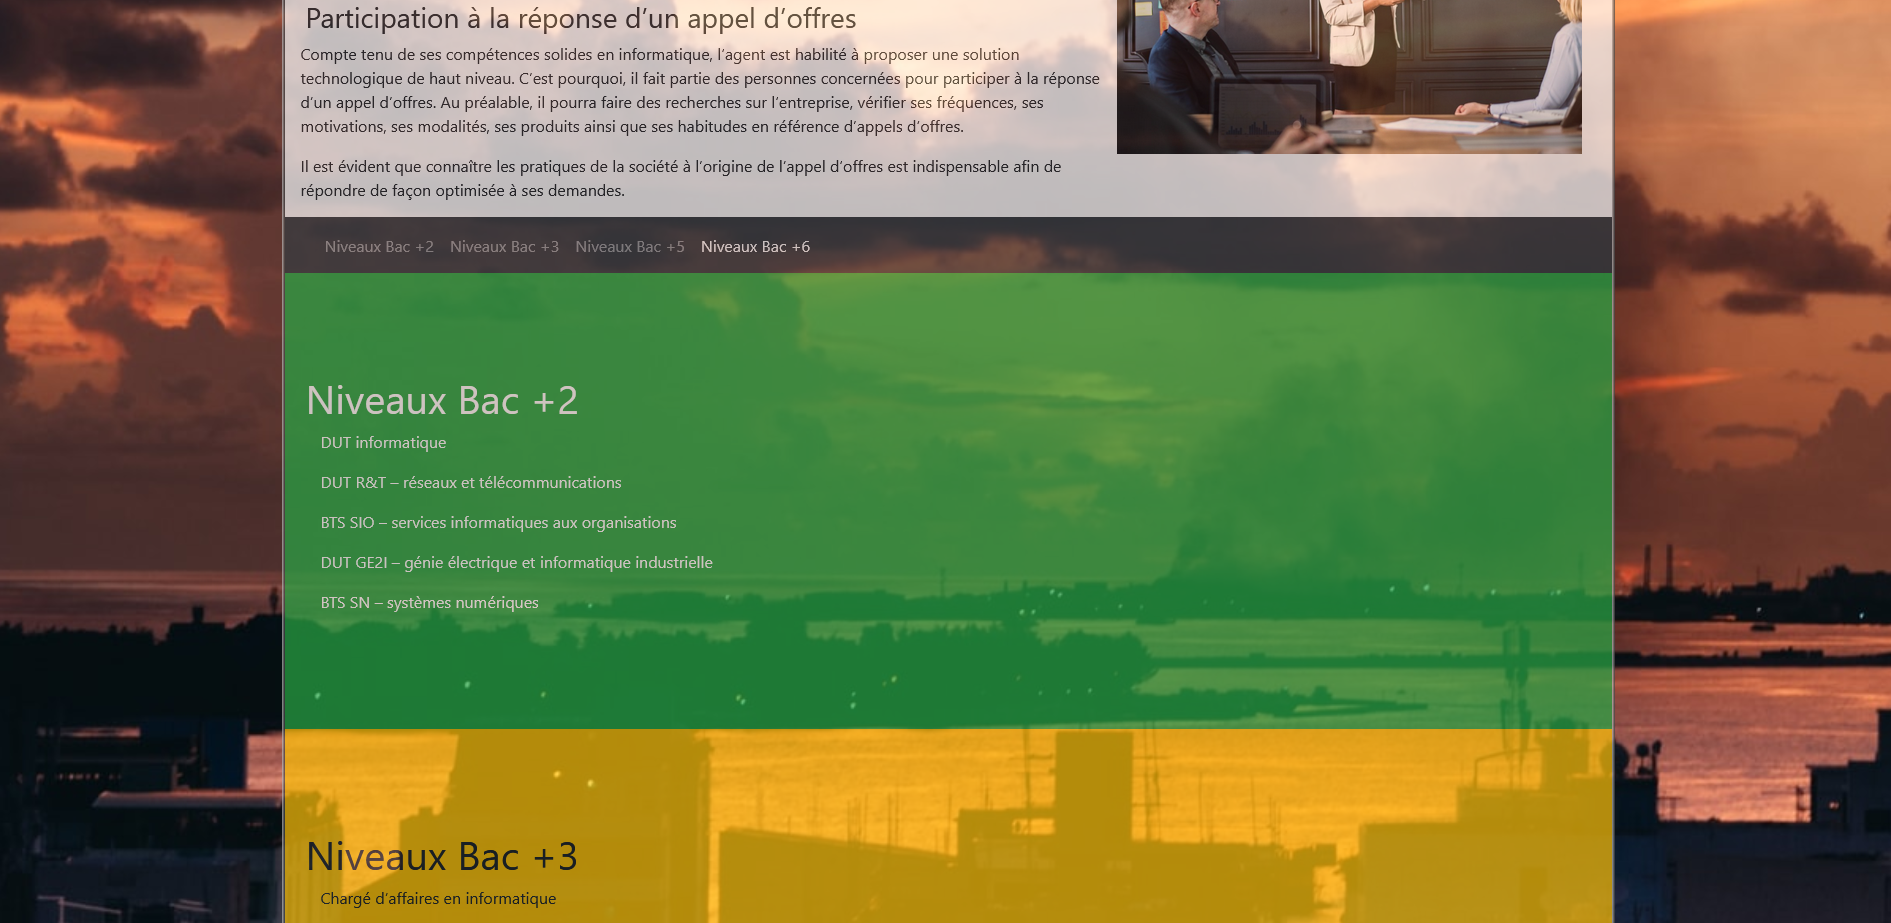 Participation à la réponse d’un appel d’offres
Compte tenu de ses compétences solides en informatique, l’agent est habilité à proposer une solution
technologique de haut niveau. C’est pourquoi, il fait partie des personnes concernées pour participer à la réponse
d’un appel d’offres. Au préalable, il pourra faire des recherches sur l’entreprise, vérifier ses fréquences, ses
motivations, ses modalités, ses produits ainsi que ses habitudes en référence d’appels d’offres.
Il est évident que connaître les pratiques de la société à l’origine de l’appel d’offres est indispensable afin de
répondre de façon optimisée à ses demandes.
Niveaux Bac +2 Niveaux Bac +3 Niveaux Bac +5 Niveaux Bac +6
Niveaux Bac +2
DUT informatique
DUT R&T – réseaux et télécommunications
BTS SIO – services informatiques aux organisations
DUT GE2I – génie électrique et informatique industrielle
BTS SN – systèmes numériques
Niveaux Bac +3
Chargé d’affaires en informatique